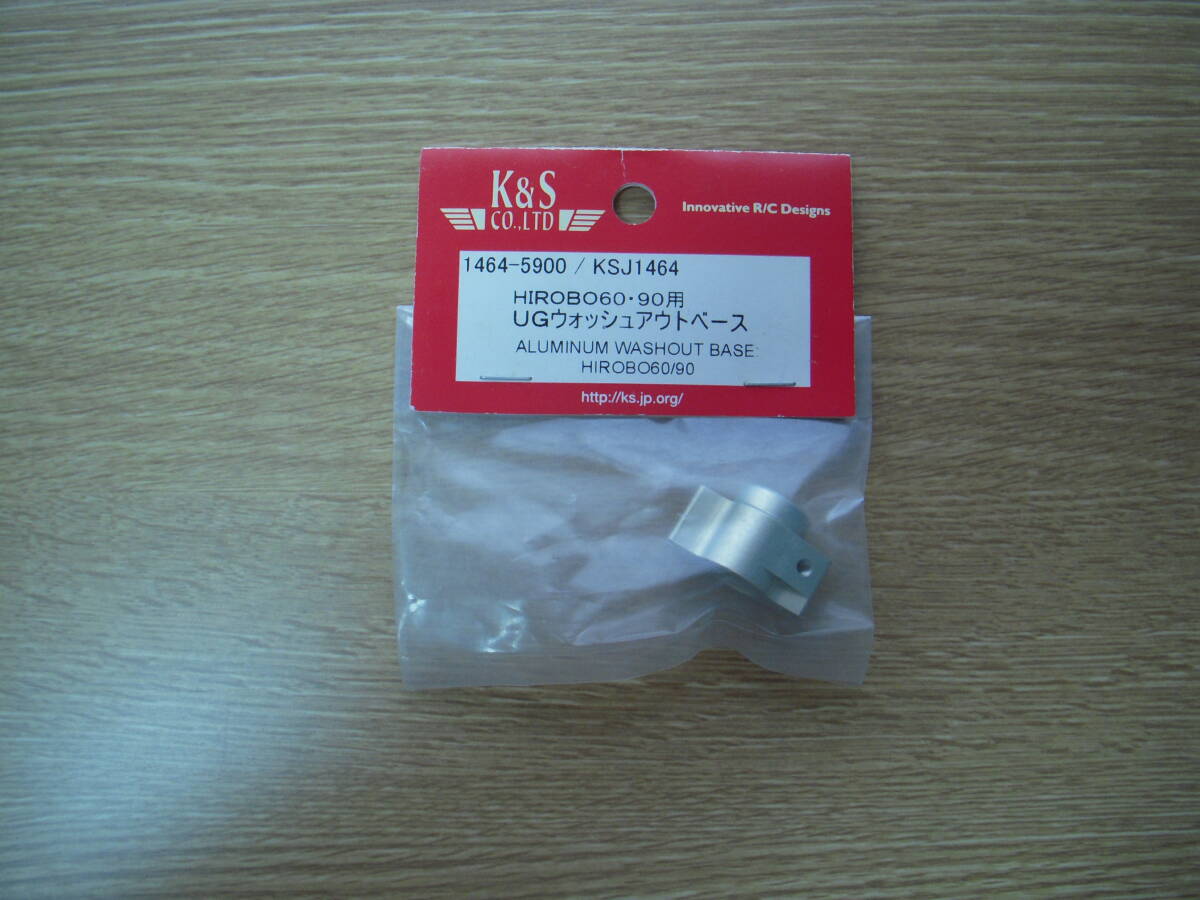 K&S
CO.,LTD
Innovative R/C Designs
1464-5900 / KSJ1464
HIROBO60・90用
UGウォッシュアウトベース
ALUMINUM WASHOUT BASE:
HIROBO60/90
http://ks.jp.org/